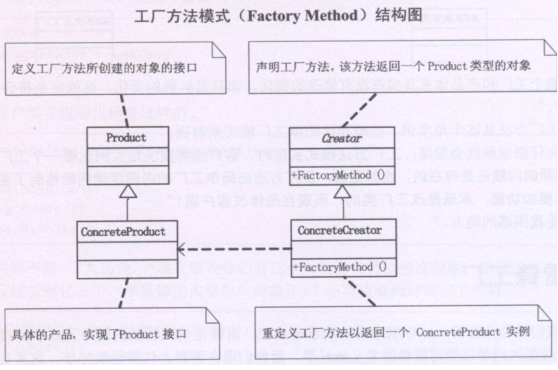 工厂方法模式（Factory Method）结构图
定义工厂方法所创建的对象的接口
声明工厂方法，该方法返回一个 Product 类型的对象
Product
Creator
+FactoryMethod ()
ConcreteProduct
ConcreteCreator
+FactoryMethod ()
具体的产品，实现了Product 接口
重定义工厂方法以返回一个 ConcreteProduct 实例